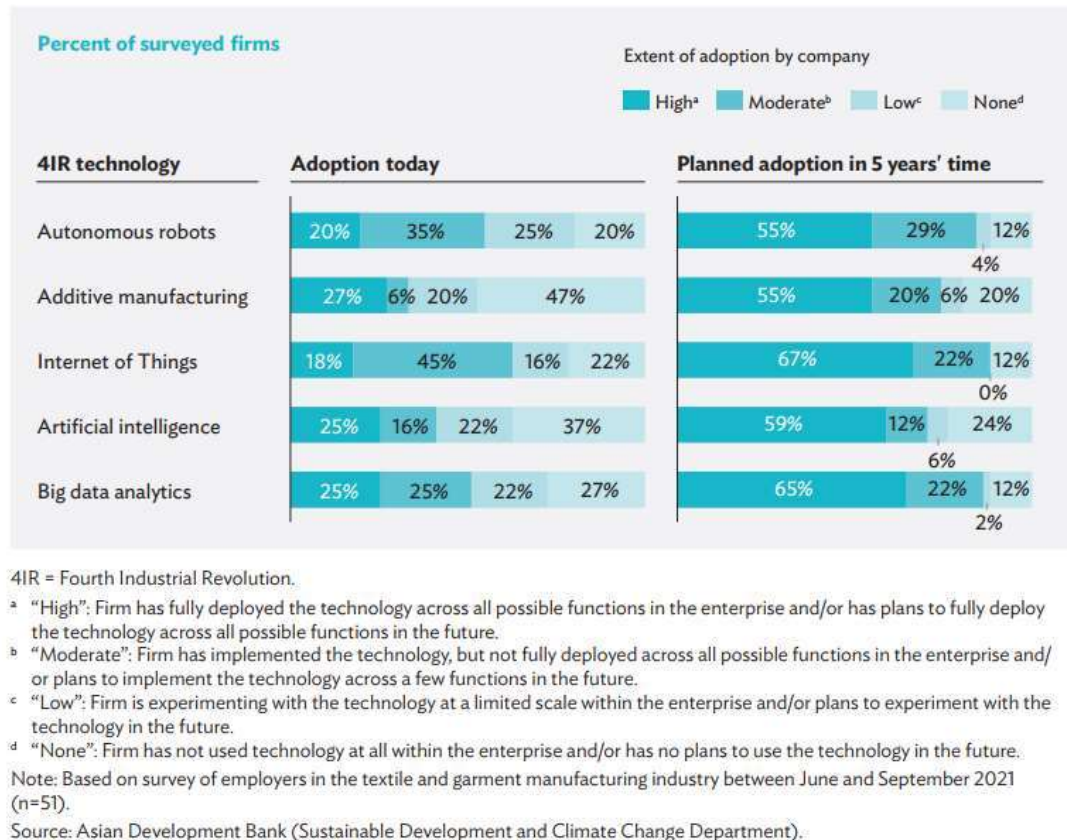 Percent of surveyed firms
Extent of adoption by company
Highᵃ Moderateᵇ Lowᶜ Noneᵈ
4IR technology Adoption today Planned adoption in 5 years' time
Autonomous robots 20% 35% 25% 20% 55% 29% 12%
4%
Additive manufacturing 27% 6% 20% 47% 55% 20% 6% 20%
Internet of Things 18% 45% 16% 22% 67% 22% 12%
0%
Artificial intelligence 25% 16% 22% 37% 59% 12% 24%
6%
Big data analytics 25% 25% 22% 27% 65% 22% 12%
2%
4IR = Fourth Industrial Revolution.
ᵃ "High": Firm has fully deployed the technology across all possible functions in the enterprise and/or has plans to fully deploy
the technology across all possible functions in the future.
ᵇ "Moderate": Firm has implemented the technology, but not fully deployed across all possible functions in the enterprise and/
or plans to implement the technology across a few functions in the future.
ᶜ "Low": Firm is experimenting with the technology at a limited scale within the enterprise and/or plans to experiment with the
technology in the future.
ᵈ "None": Firm has not used technology at all within the enterprise and/or has no plans to use the technology in the future.
Note: Based on survey of employers in the textile and garment manufacturing industry between June and September 2021
(n=51).
Source: Asian Development Bank (Sustainable Development and Climate Change Department).